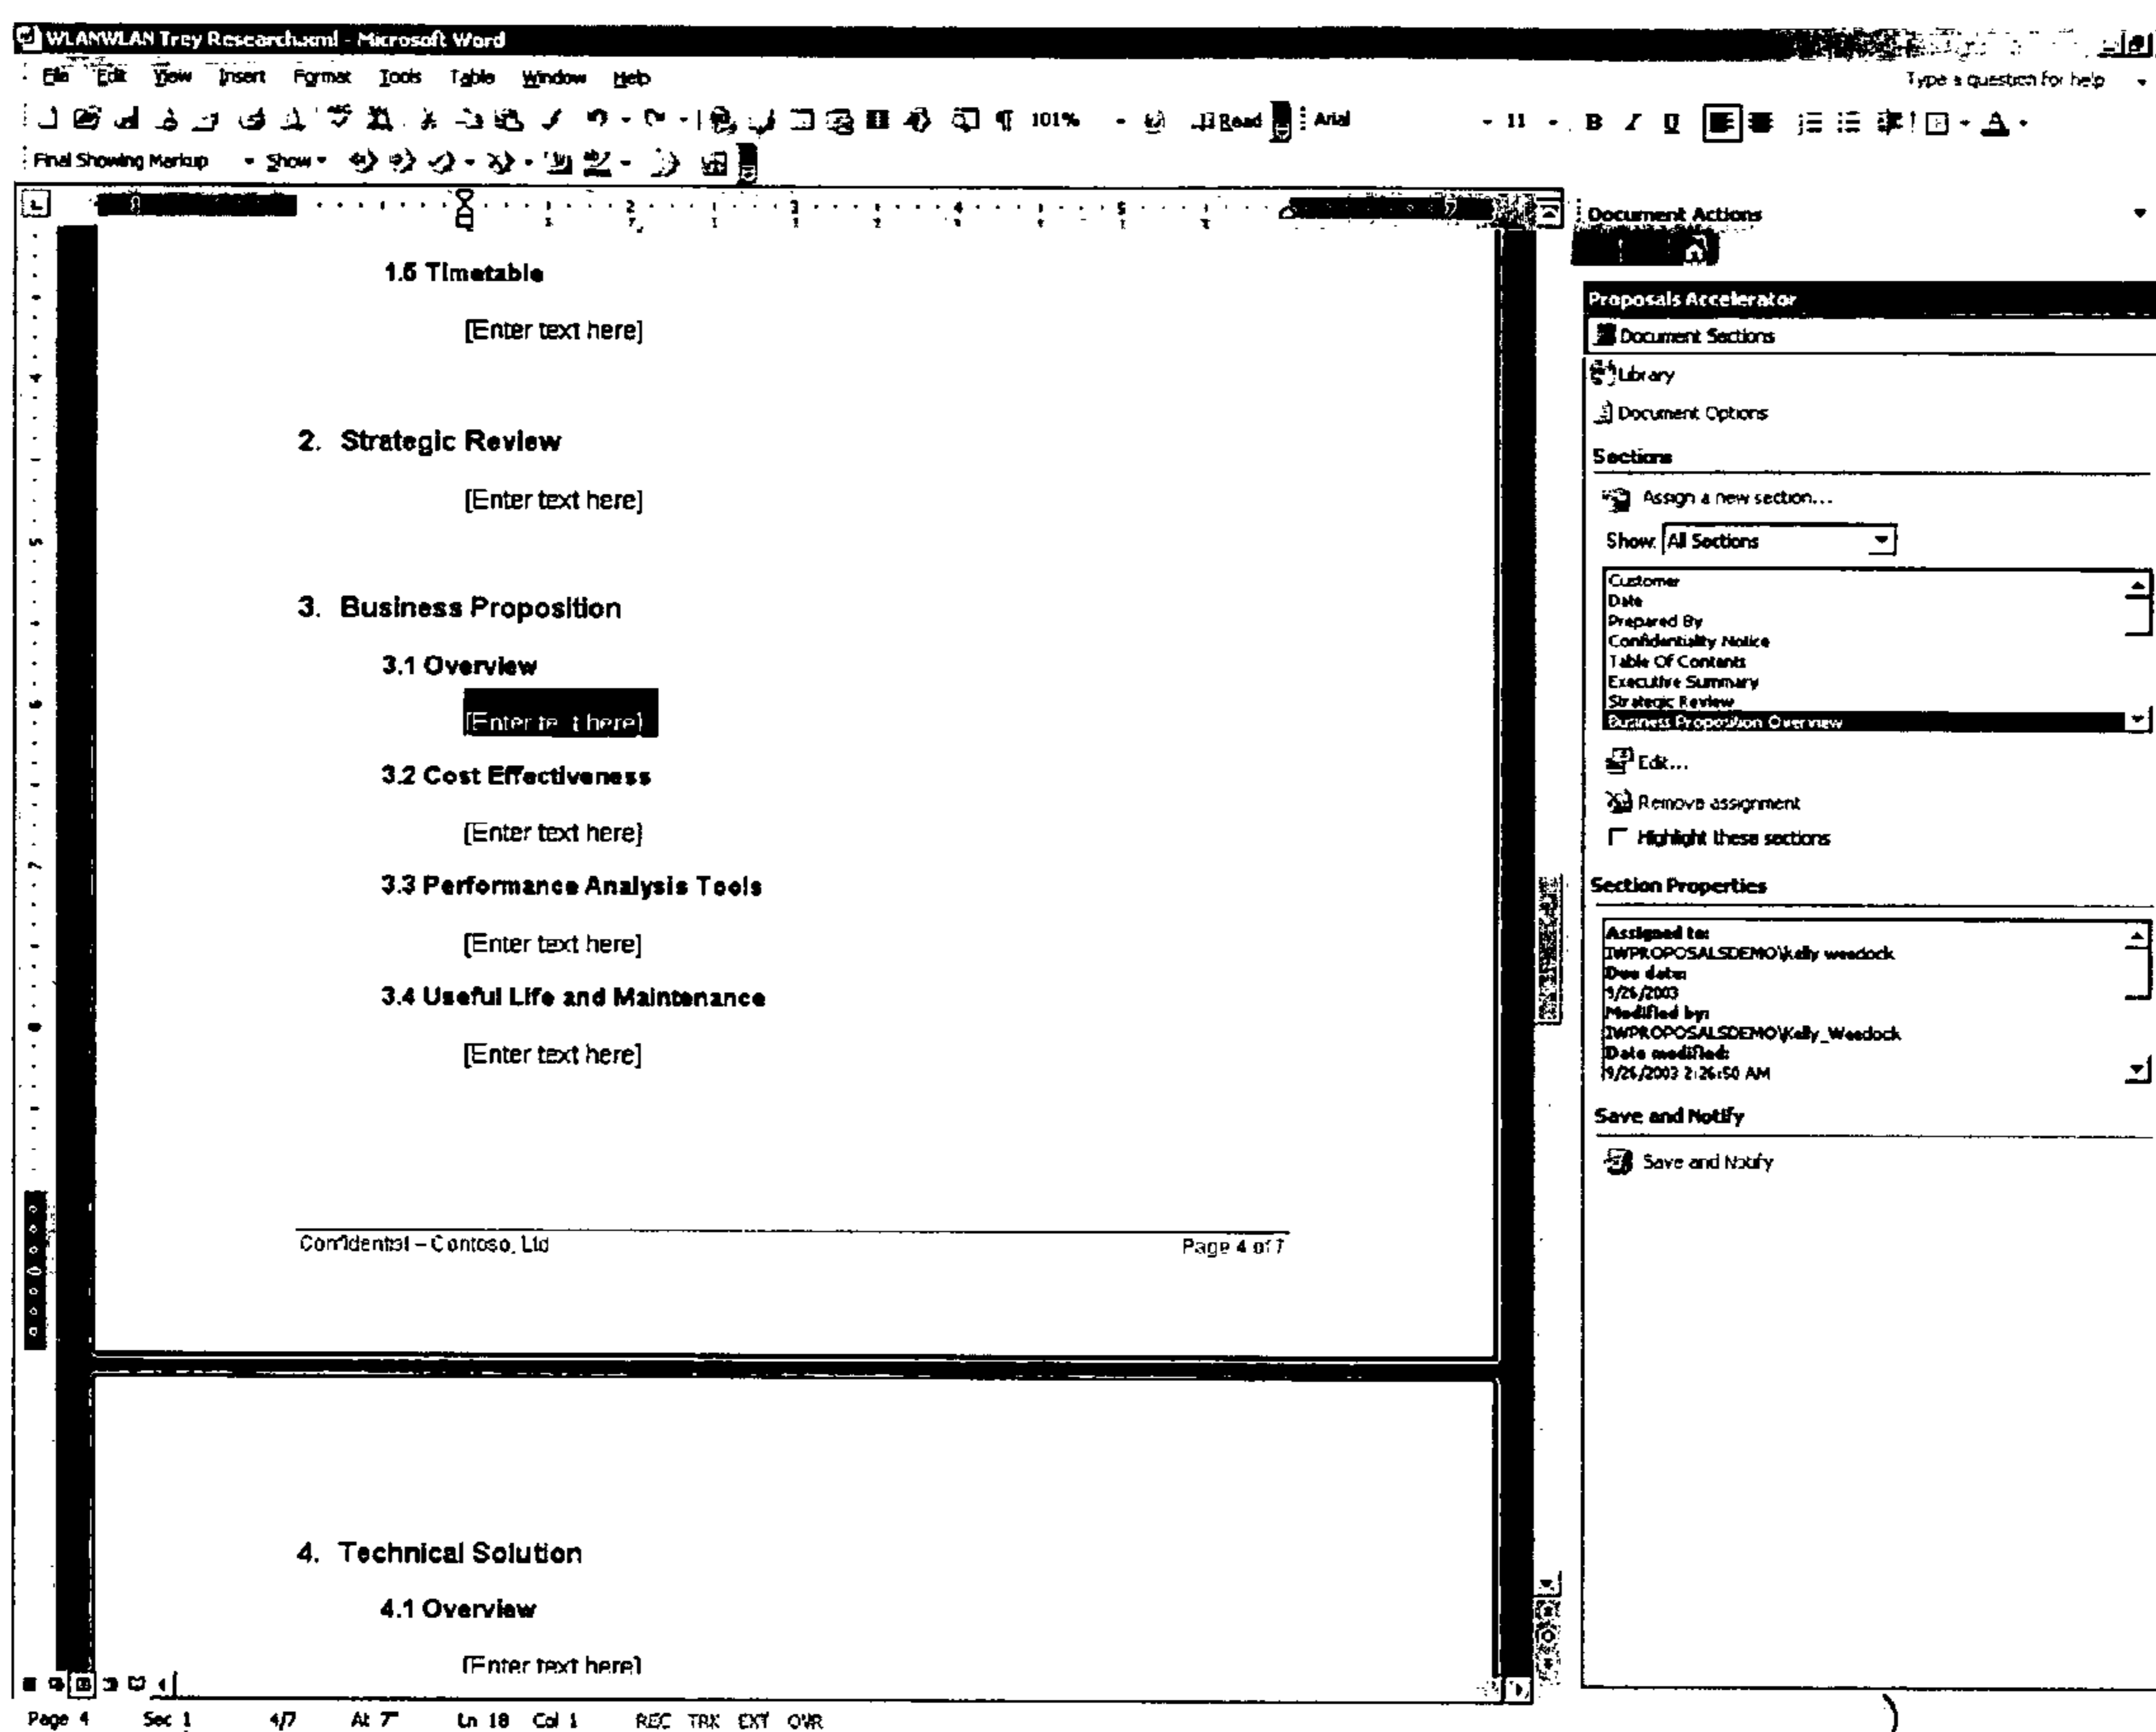 WLANWLAN Trey Research.xml - Microsoft Word
File Edit View Insert Format Tools Table Window Help
Type a question for help
101%
Read
Arial
11
B I U
A
Final Showing Markup
Show
1.5 Timetable
[Enter text here]
2. Strategic Review
[Enter text here]
3. Business Proposition
3.1 Overview
[Enter text here]
3.2 Cost Effectiveness
[Enter text here]
3.3 Performance Analysis Tools
[Enter text here]
3.4 Useful Life and Maintenance
[Enter text here]
Confidential – Contoso, Ltd
Page 4 of 7
4. Technical Solution
4.1 Overview
[Enter text here]
Page 4 Sec 1 4/7 At 7" Ln 18 Col 1 REC TRK EXT OVR
Document Actions
Proposals Accelerator
Document Sections
Library
Document Options
Sections
Assign a new section...
Show: All Sections
Customer
Date
Prepared By
Confidentiality Notice
Table Of Contents
Executive Summary
Strategic Review
Business Proposition Overview
Edit...
Remove assignment
Highlight these sections
Section Properties
Assigned to:
IWPROPOSALSDEMO\kelly weedock
Due date:
9/26/2003
Modified by:
IWPROPOSALSDEMO\Kelly_Weedock
Date modified:
9/26/2003 2:26:50 AM
Save and Notify
Save and Notify